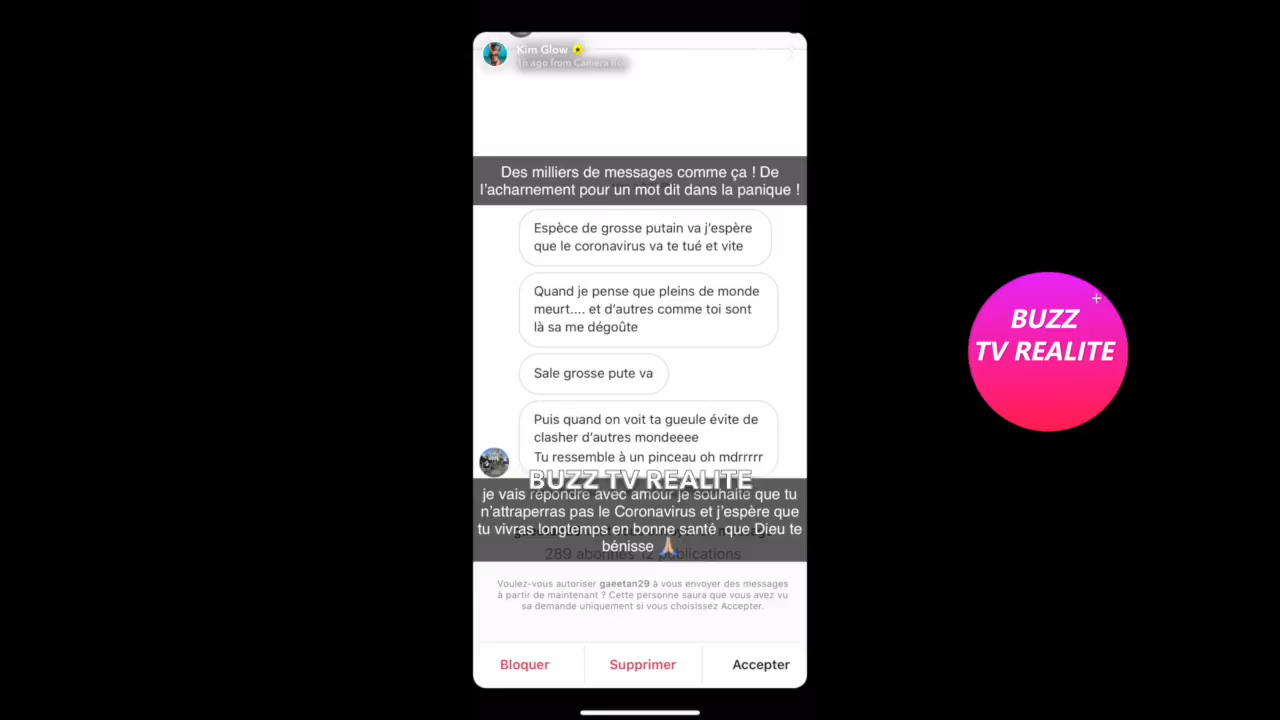 Kim Glow
1h ago from Camera Roll
Des milliers de messages comme ça ! De
l'acharnement pour un mot dit dans la panique !
Espèce de grosse putain va j'espère
que le coronavirus va te tué et vite
Quand je pense que pleins de monde
meurt.... et d'autres comme toi sont
là sa me dégoûte
Sale grosse pute va
Puis quand on voit ta gueule évite de
clasher d'autres mondeeee
Tu ressemble à un pinceau oh mdrrrrr
BUZZ TV REALITE
je vais répondre avec amour je souhaite que tu
n'attraperras pas le Coronavirus et j'espère que
tu vivras longtemps en bonne santé que Dieu te
bénisse 🙏🏼
289 abonnés 12 publications
Voulez-vous autoriser gaeetan29 à vous envoyer des messages
à partir de maintenant ? Cette personne saura que vous avez vu
sa demande uniquement si vous choisissez Accepter.
Bloquer Supprimer Accepter
BUZZ
TV REALITE